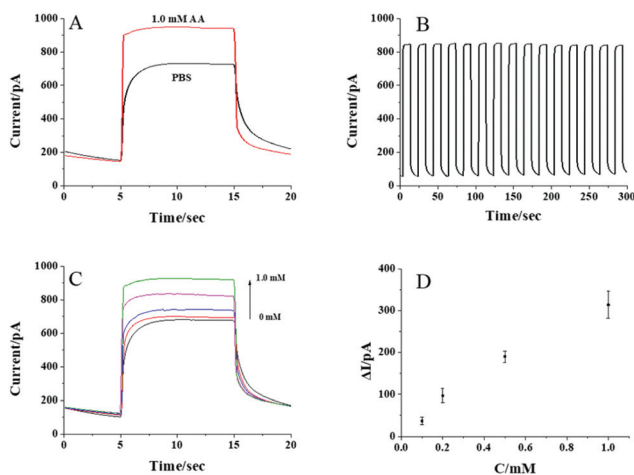 A
1.0 mM AA
PBS
Current/pA
1000
800
600
400
200
0
0 5 10 15 20
Time/sec
B
Current/pA
1000
800
600
400
200
0
0 50 100 150 200 250 300
Time/sec
C
1.0 mM
0 mM
Current/pA
1000
800
600
400
200
0
0 5 10 15 20
Time/sec
D
ΔI/pA
400
300
200
100
0
0.0 0.2 0.4 0.6 0.8 1.0
C/mM